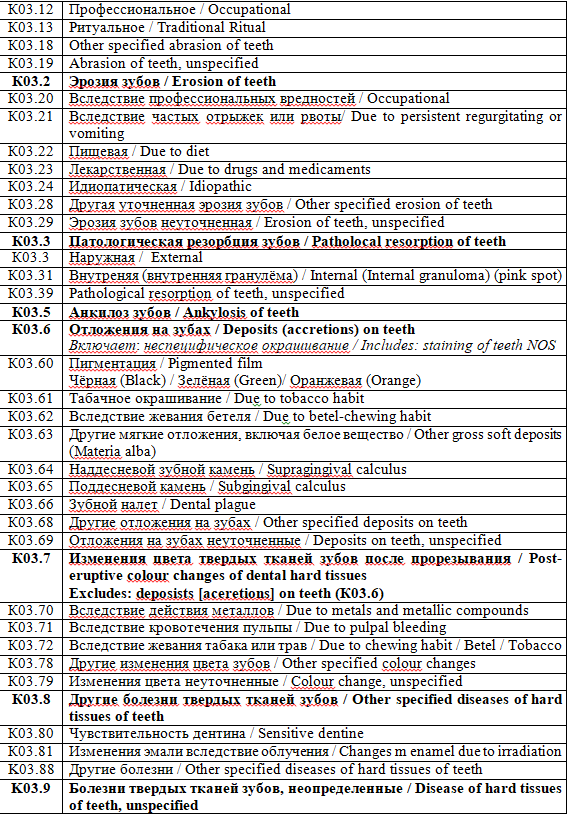 K03.12 Профессиональное / Occupational
K03.13 Ритуальное / Traditional Ritual
K03.18 Other specified abrasion of teeth
K03.19 Abrasion of teeth, unspecified
K03.2 Эрозия зубов / Erosion of teeth
K03.20 Вследствие профессиональных вредностей / Occupational
K03.21 Вследствие частых отрыжек или рвоты/ Due to persistent regurgitating or
vomiting
K03.22 Пищевая / Due to diet
K03.23 Лекарственная / Due to drugs and medicaments
K03.24 Идиопатическая / Idiopathic
K03.28 Другая уточненная эрозия зубов / Other specified erosion of teeth
K03.29 Эрозия зубов неуточненная / Erosion of teeth, unspecified
K03.3 Патологическая резорбция зубов / Patholocal resorption of teeth
K03.3 Наружная / External
K03.31 Внутреняя (внутренняя гранулёма) / Internal (Internal granuloma) (pink spot)
K03.39 Pathological resorption of teeth, unspecified
K03.5 Анкилоз зубов / Ankylosis of teeth
K03.6 Отложения на зубах / Deposits (accretions) on teeth
Включает: неспецифическое окрашивание / Includes: staining of teeth NOS
K03.60 Пигментация / Pigmented film
Чёрная (Black) / Зелёная (Green)/ Оранжевая (Orange)
K03.61 Табачное окрашивание / Due to tobacco habit
K03.62 Вследствие жевания бетеля / Due to betel-chewing habit
K03.63 Другие мягкие отложения, включая белое вещество / Other gross soft deposits
(Materia alba)
K03.64 Наддесневой зубной камень / Supragingival calculus
K03.65 Поддесневой камень / Subgingival calculus
K03.66 Зубной налет / Dental plague
K03.68 Другие отложения на зубах / Other specified deposits on teeth
K03.69 Отложения на зубах неуточненные / Deposits on teeth, unspecified
K03.7 Изменения цвета твердых тканей зубов после прорезывания / Post-
eruptive colour changes of dental hard tissues
Excludes: deposists [aceretions] on teeth (K03.6)
K03.70 Вследствие действия металлов / Due to metals and metallic compounds
K03.71 Вследствие кровотечения пульпы / Due to pulpal bleeding
K03.72 Вследствие жевания табака или трав / Due to chewing habit / Betel / Tobacco
K03.78 Другие изменения цвета зубов / Other specified colour changes
K03.79 Изменения цвета неуточненные / Colour change, unspecified
K03.8 Другие болезни твердых тканей зубов / Other specified diseases of hard
tissues of teeth
K03.80 Чувствительность дентина / Sensitive dentine
K03.81 Изменения эмали вследствие облучения / Changes m enamel due to irradiation
K03.88 Другие болезни / Other specified diseases of hard tissues of teeth
K03.9 Болезни твердых тканей зубов, неопределенные / Disease of hard tissues
of teeth, unspecified